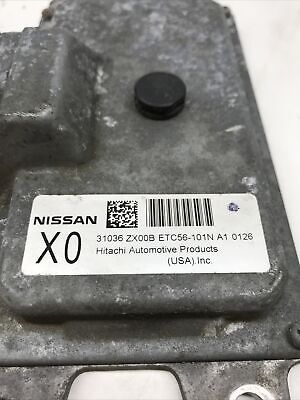 NISSAN
X0
31036 ZX00B ETC56-101N A1 0126
Hitachi Automotive Products
(USA).Inc.